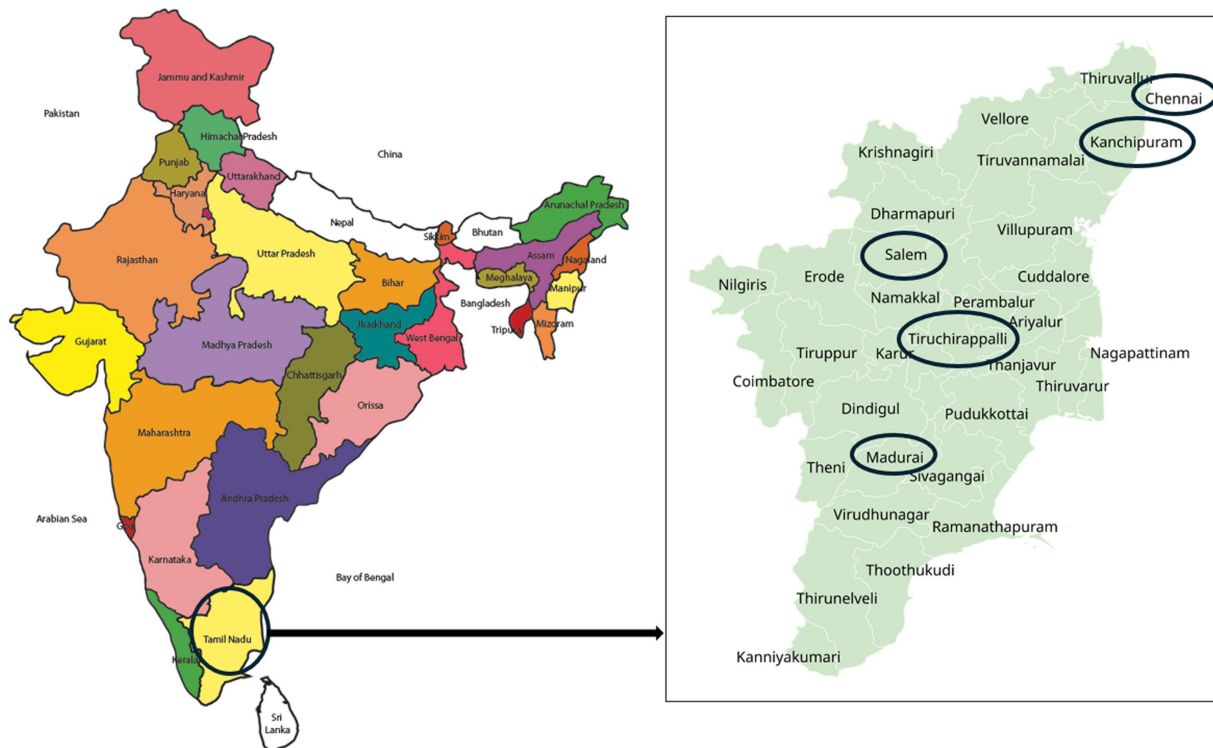 Jammu and Kashmir
Pakistan
Himachal Pradesh
Punjab
China
Uttarakhand
Haryana
Arunachal Pradesh
Nepal
Sikkim
Bhutan
Uttar Pradesh
Rajasthan
Assam
Nagaland
Bihar
Meghalaya
Manipur
Bangladesh
Jharkhand
Tripura
Mizoram
West Bengal
Gujarat
Madhya Pradesh
Chhattisgarh
Orissa
Maharashtra
Andhra Pradesh
Arabian Sea
Goa
Karnataka
Bay of Bengal
Tamil Nadu
Kerala
Sri
Lanka
Thiruvallur
Chennai
Vellore
Kanchipuram
Krishnagiri
Tiruvannamalai
Dharmapuri
Villupuram
Salem
Nilgiris
Erode
Cuddalore
Namakkal
Perambalur
Ariyalur
Tiruchirappalli
Tiruppur
Karur
Nagapattinam
Thanjavur
Coimbatore
Thiruvarur
Dindigul
Pudukkottai
Madurai
Theni
Sivagangai
Virudhunagar
Ramanathapuram
Thoothukudi
Thirunelveli
Kanniyakumari